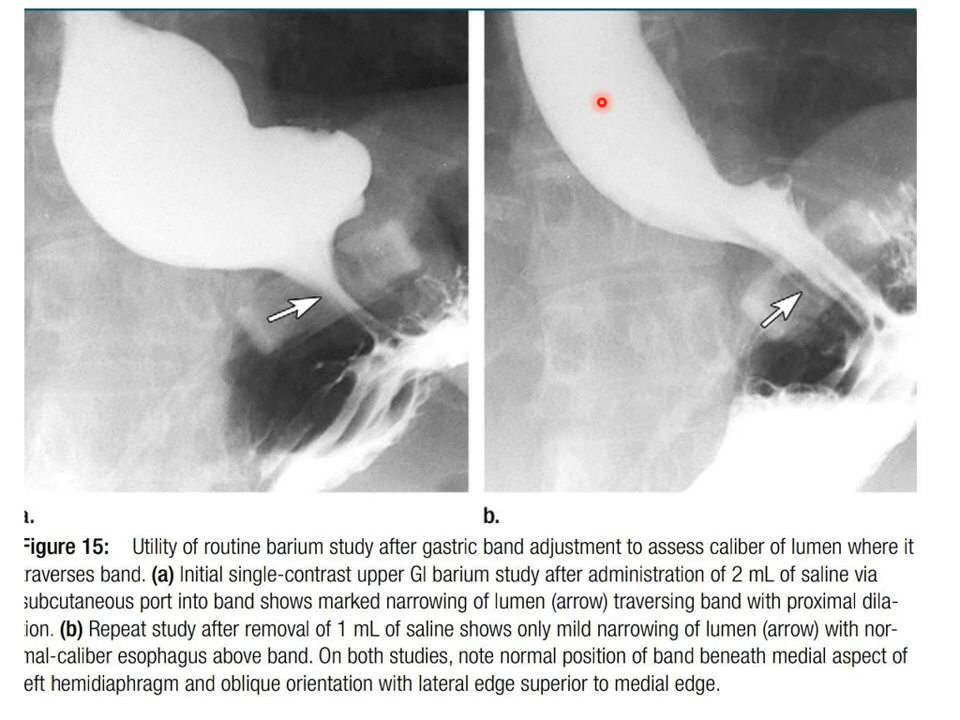 a.
b.
Figure 15: Utility of routine barium study after gastric band adjustment to assess caliber of lumen where it
traverses band. (a) Initial single-contrast upper GI barium study after administration of 2 mL of saline via
subcutaneous port into band shows marked narrowing of lumen (arrow) traversing band with proximal dila-
tion. (b) Repeat study after removal of 1 mL of saline shows only mild narrowing of lumen (arrow) with nor-
mal-caliber esophagus above band. On both studies, note normal position of band beneath medial aspect of
left hemidiaphragm and oblique orientation with lateral edge superior to medial edge.